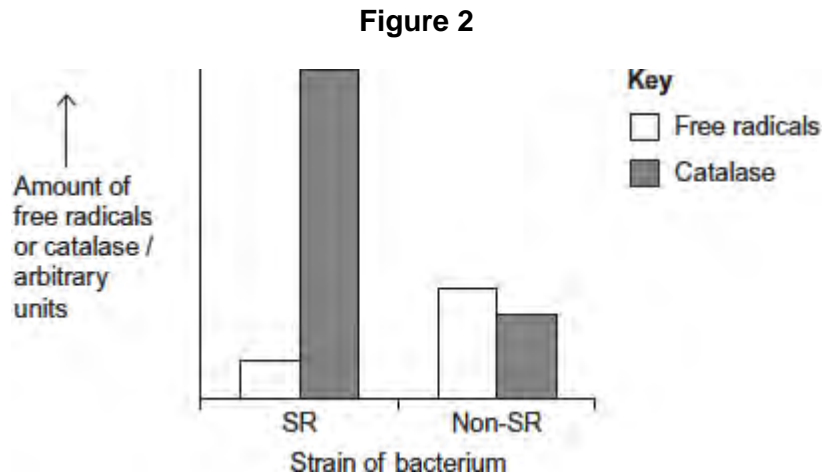 Figure 2
Key
Free radicals
Catalase
Amount of
free radicals
or catalase /
arbitrary
units
SR
Non-SR
Strain of bacterium